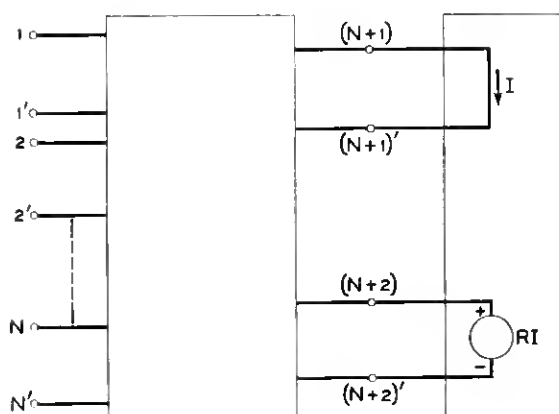 1
1′
2
2′
N
N′
(N+1)
I
(N+1)′
(N+2)
+
RI
−
(N+2)′